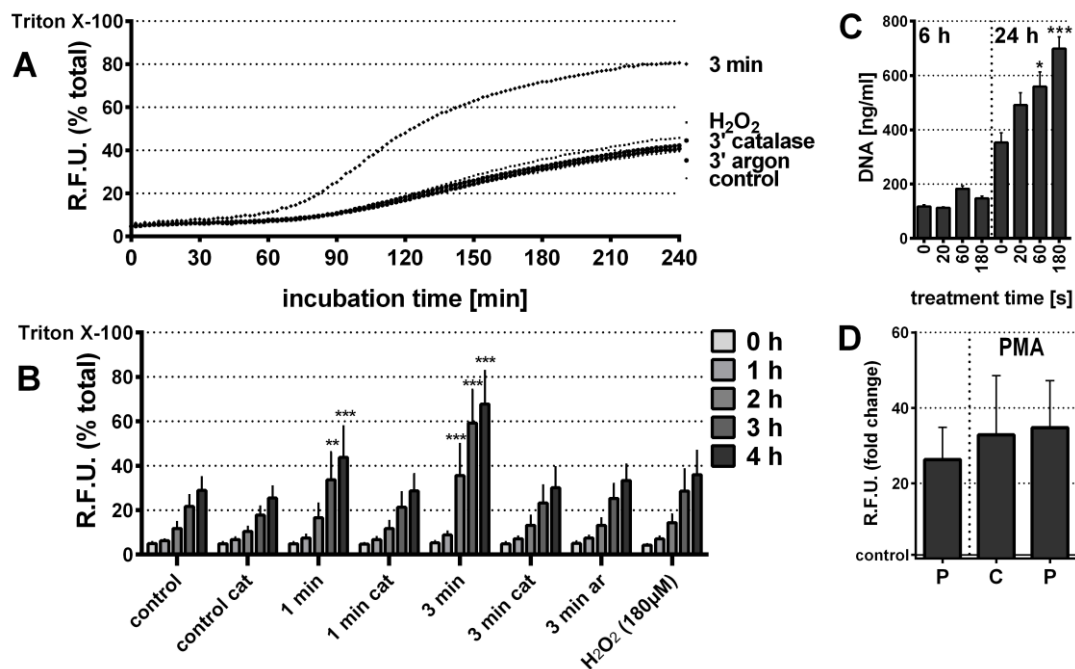 Triton X-100
A
R.F.U. (% total)
80
60
40
20
0
3 min
H₂O₂
3' catalase
3' argon
control
0 30 60 90 120 150 180 210 240
incubation time [min]
C
6 h 24 h
*
***
DNA [ng/ml]
800
600
400
200
0
0 20 60 180 0 20 60 180
treatment time [s]
Triton X-100
B
R.F.U. (% total)
80
60
40
20
0
** ***
*** *** ***
control
control cat
1 min
1 min cat
3 min
3 min cat
3 min ar
H₂O₂ (180µM)
0 h
1 h
2 h
3 h
4 h
D
PMA
R.F.U. (fold change)
60
40
20
control
P C P